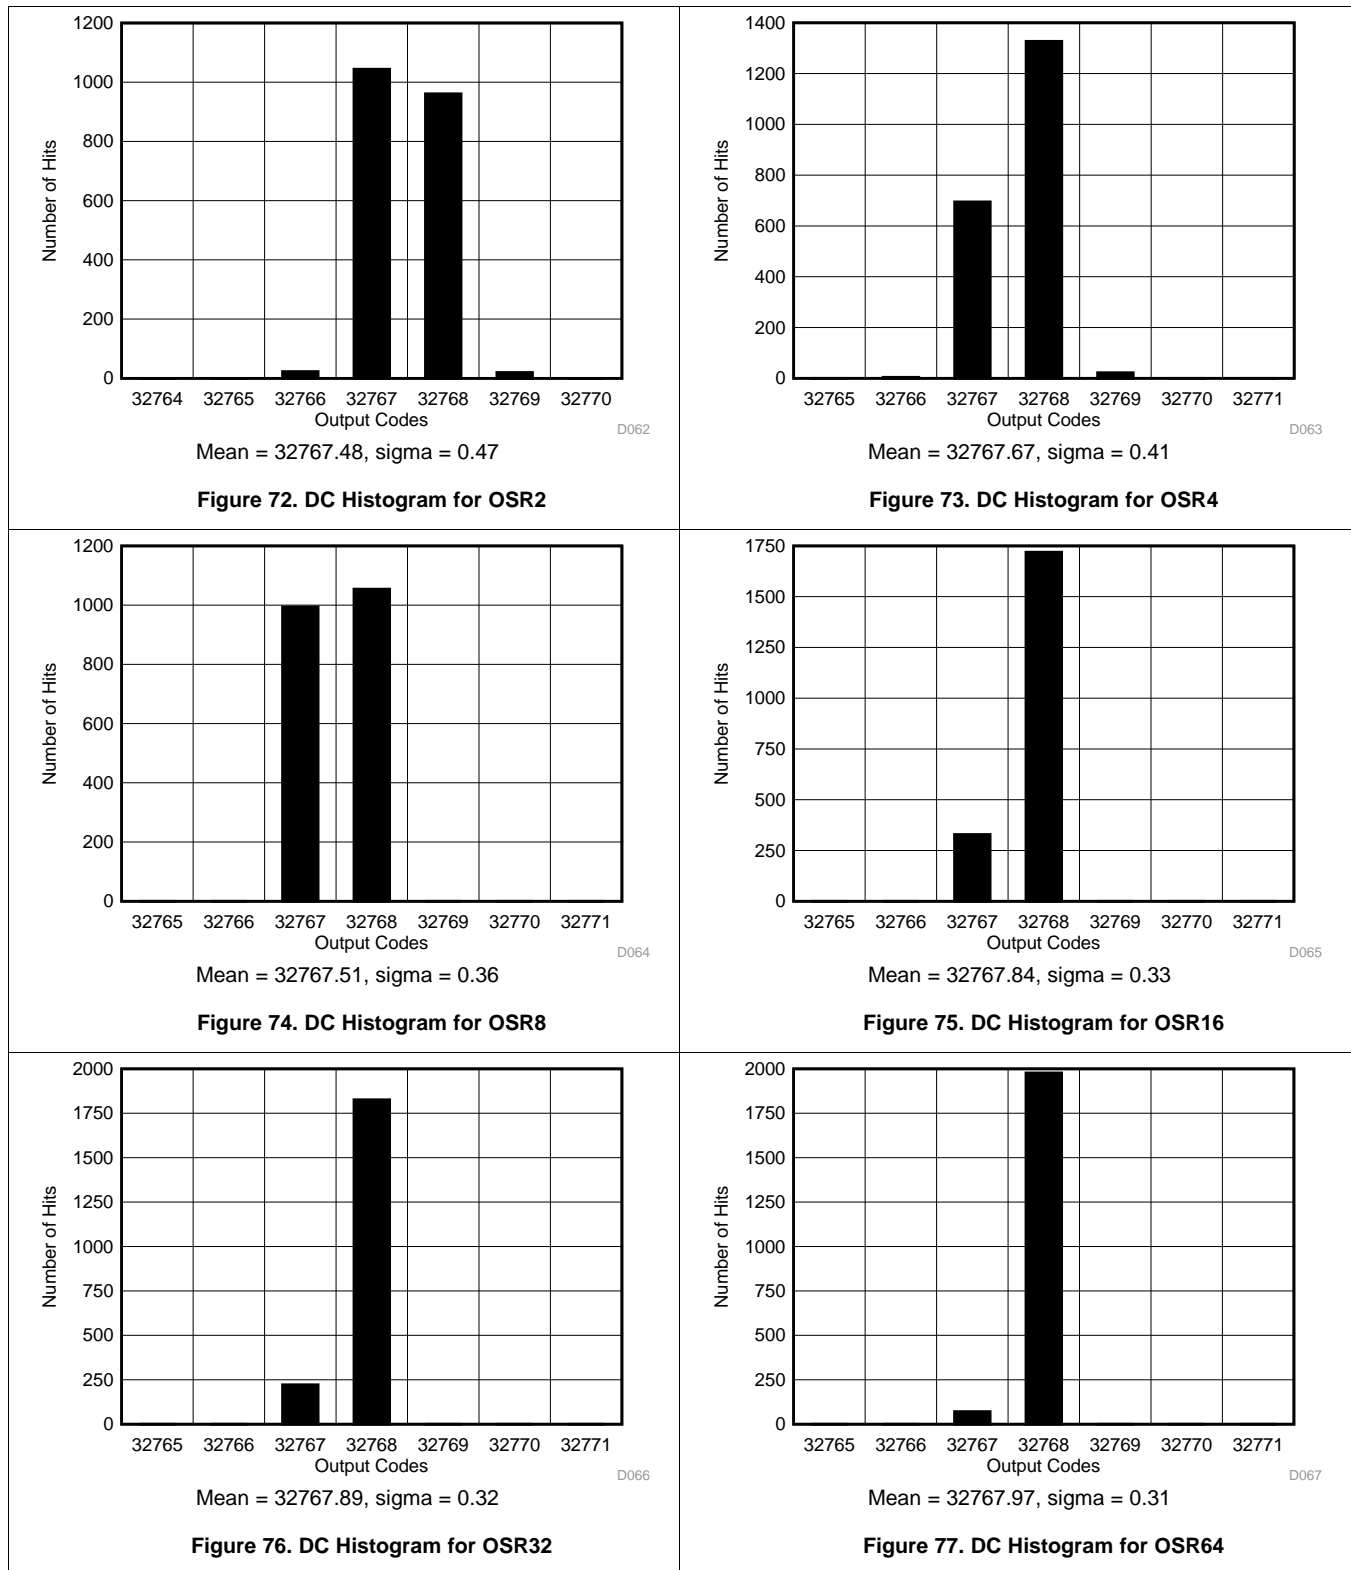 1200
1000
800
600
400
200
0
Number of Hits
32764 32765 32766 32767 32768 32769 32770
Output Codes
D062
Mean = 32767.48, sigma = 0.47
Figure 72. DC Histogram for OSR2
1400
1200
1000
800
600
400
200
0
Number of Hits
32765 32766 32767 32768 32769 32770 32771
Output Codes
D063
Mean = 32767.67, sigma = 0.41
Figure 73. DC Histogram for OSR4
1200
1000
800
600
400
200
0
Number of Hits
32765 32766 32767 32768 32769 32770 32771
Output Codes
D064
Mean = 32767.51, sigma = 0.36
Figure 74. DC Histogram for OSR8
1750
1500
1250
1000
750
500
250
0
Number of Hits
32765 32766 32767 32768 32769 32770 32771
Output Codes
D065
Mean = 32767.84, sigma = 0.33
Figure 75. DC Histogram for OSR16
2000
1750
1500
1250
1000
750
500
250
0
Number of Hits
32765 32766 32767 32768 32769 32770 32771
Output Codes
D066
Mean = 32767.89, sigma = 0.32
Figure 76. DC Histogram for OSR32
2000
1750
1500
1250
1000
750
500
250
0
Number of Hits
32765 32766 32767 32768 32769 32770 32771
Output Codes
D067
Mean = 32767.97, sigma = 0.31
Figure 77. DC Histogram for OSR64